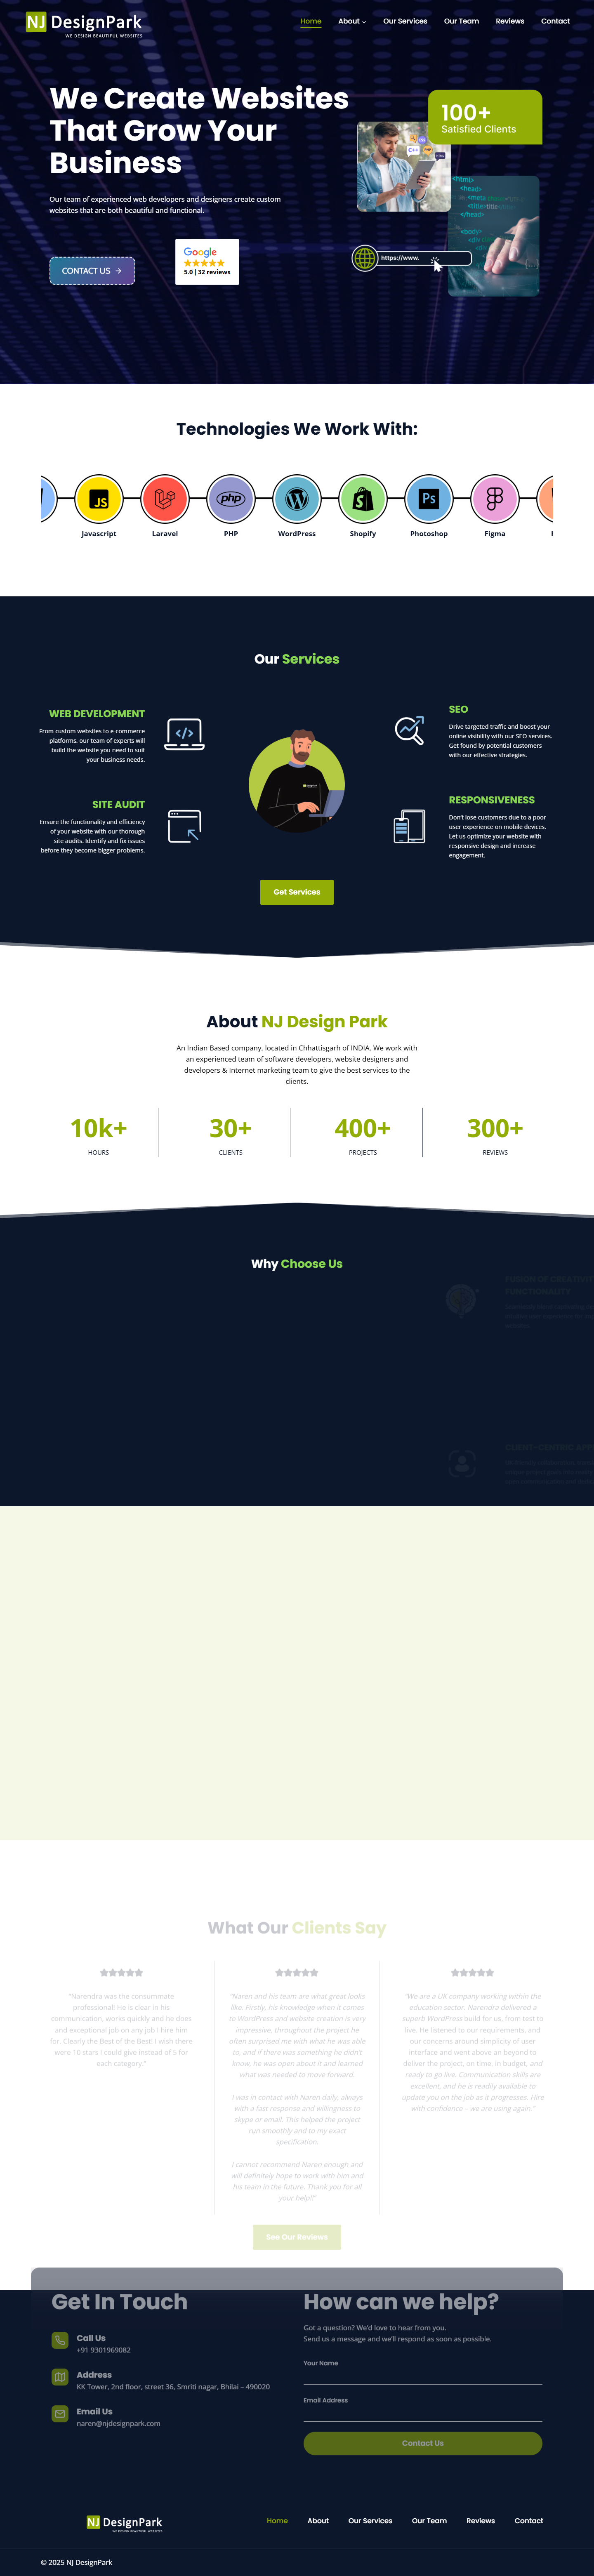 NJ DesignPark
WE DESIGN BEAUTIFUL WEBSITES
Home
About
Our Services
Our Team
Reviews
Contact
We Create Websites
That Grow Your
Business
Our team of experienced web developers and designers create custom
websites that are both beautiful and functional.
CONTACT US
Google
5.0 | 32 reviews
100+
Satisfied Clients
https://www.
Technologies We Work With:
JS
php
Ps
Javascript
Laravel
PHP
WordPress
Shopify
Photoshop
Figma
Our Services
WEB DEVELOPMENT
From custom websites to e-commerce
platforms, our team of experts will
build the website you need to suit
your business needs.
SITE AUDIT
Ensure the functionality and efficiency
of your website with our thorough
site audits. Identify and fix issues
before they become bigger problems.
SEO
Drive targeted traffic and boost your
online visibility with our SEO services.
Get found by potential customers
with our effective strategies.
RESPONSIVENESS
Don't lose customers due to a poor
user experience on mobile devices.
Let us optimize your website with
responsive design and increase
engagement.
Get Services
About NJ Design Park
An Indian Based company, located in Chhattisgarh of INDIA. We work with
an experienced team of software developers, website designers and
developers & Internet marketing team to give the best services to the
clients.
10k+
HOURS
30+
CLIENTS
400+
PROJECTS
300+
REVIEWS
Why Choose Us
What Our Clients Say
"Narendra was the consummate
professional! He is clear in his
communication, works quickly and he does
and exceptional job on any job I hire him
for. Clearly the Best of the Best! I wish there
were 10 stars I could give instead of 5 for
each category."
"Naren and his team are what great looks
like. Firstly, his knowledge when it comes
to WordPress and website creation is very
impressive, throughout the project he
often surprised me with what he was able
to, and if there was something he didn't
know, he was open about it and learned
what was needed to move forward.
I was in contact with Naren daily, always
with a fast response and willingness to
skype or email. This helped the project
run smoothly and to my exact
specification.
I cannot recommend Naren enough and
will definitely hope to work with him and
his team in the future. Thank you for all
your help!!"
"We are a UK company working within the
education sector. Narendra delivered a
superb WordPress build for us, from test to
live. He listened to our requirements, and
our concerns around simplicity of user
interface and went above an beyond to
deliver the project, on time, in budget, and
ready to go live. Communication skills are
excellent, and he is readily available to
update you on the job as it progresses. Hire
with confidence – we are using again."
See Our Reviews
Get In Touch
Call Us
+91 9301969082
Address
KK Tower, 2nd floor, street 36, Smriti nagar, Bhilai – 490020
Email Us
naren@njdesignpark.com
How can we help?
Got a question? We'd love to hear from you.
Send us a message and we'll respond as soon as possible.
Your Name
Email Address
Contact Us
NJ DesignPark
WE DESIGN BEAUTIFUL WEBSITES
Home
About
Our Services
Our Team
Reviews
Contact
© 2025 NJ DesignPark